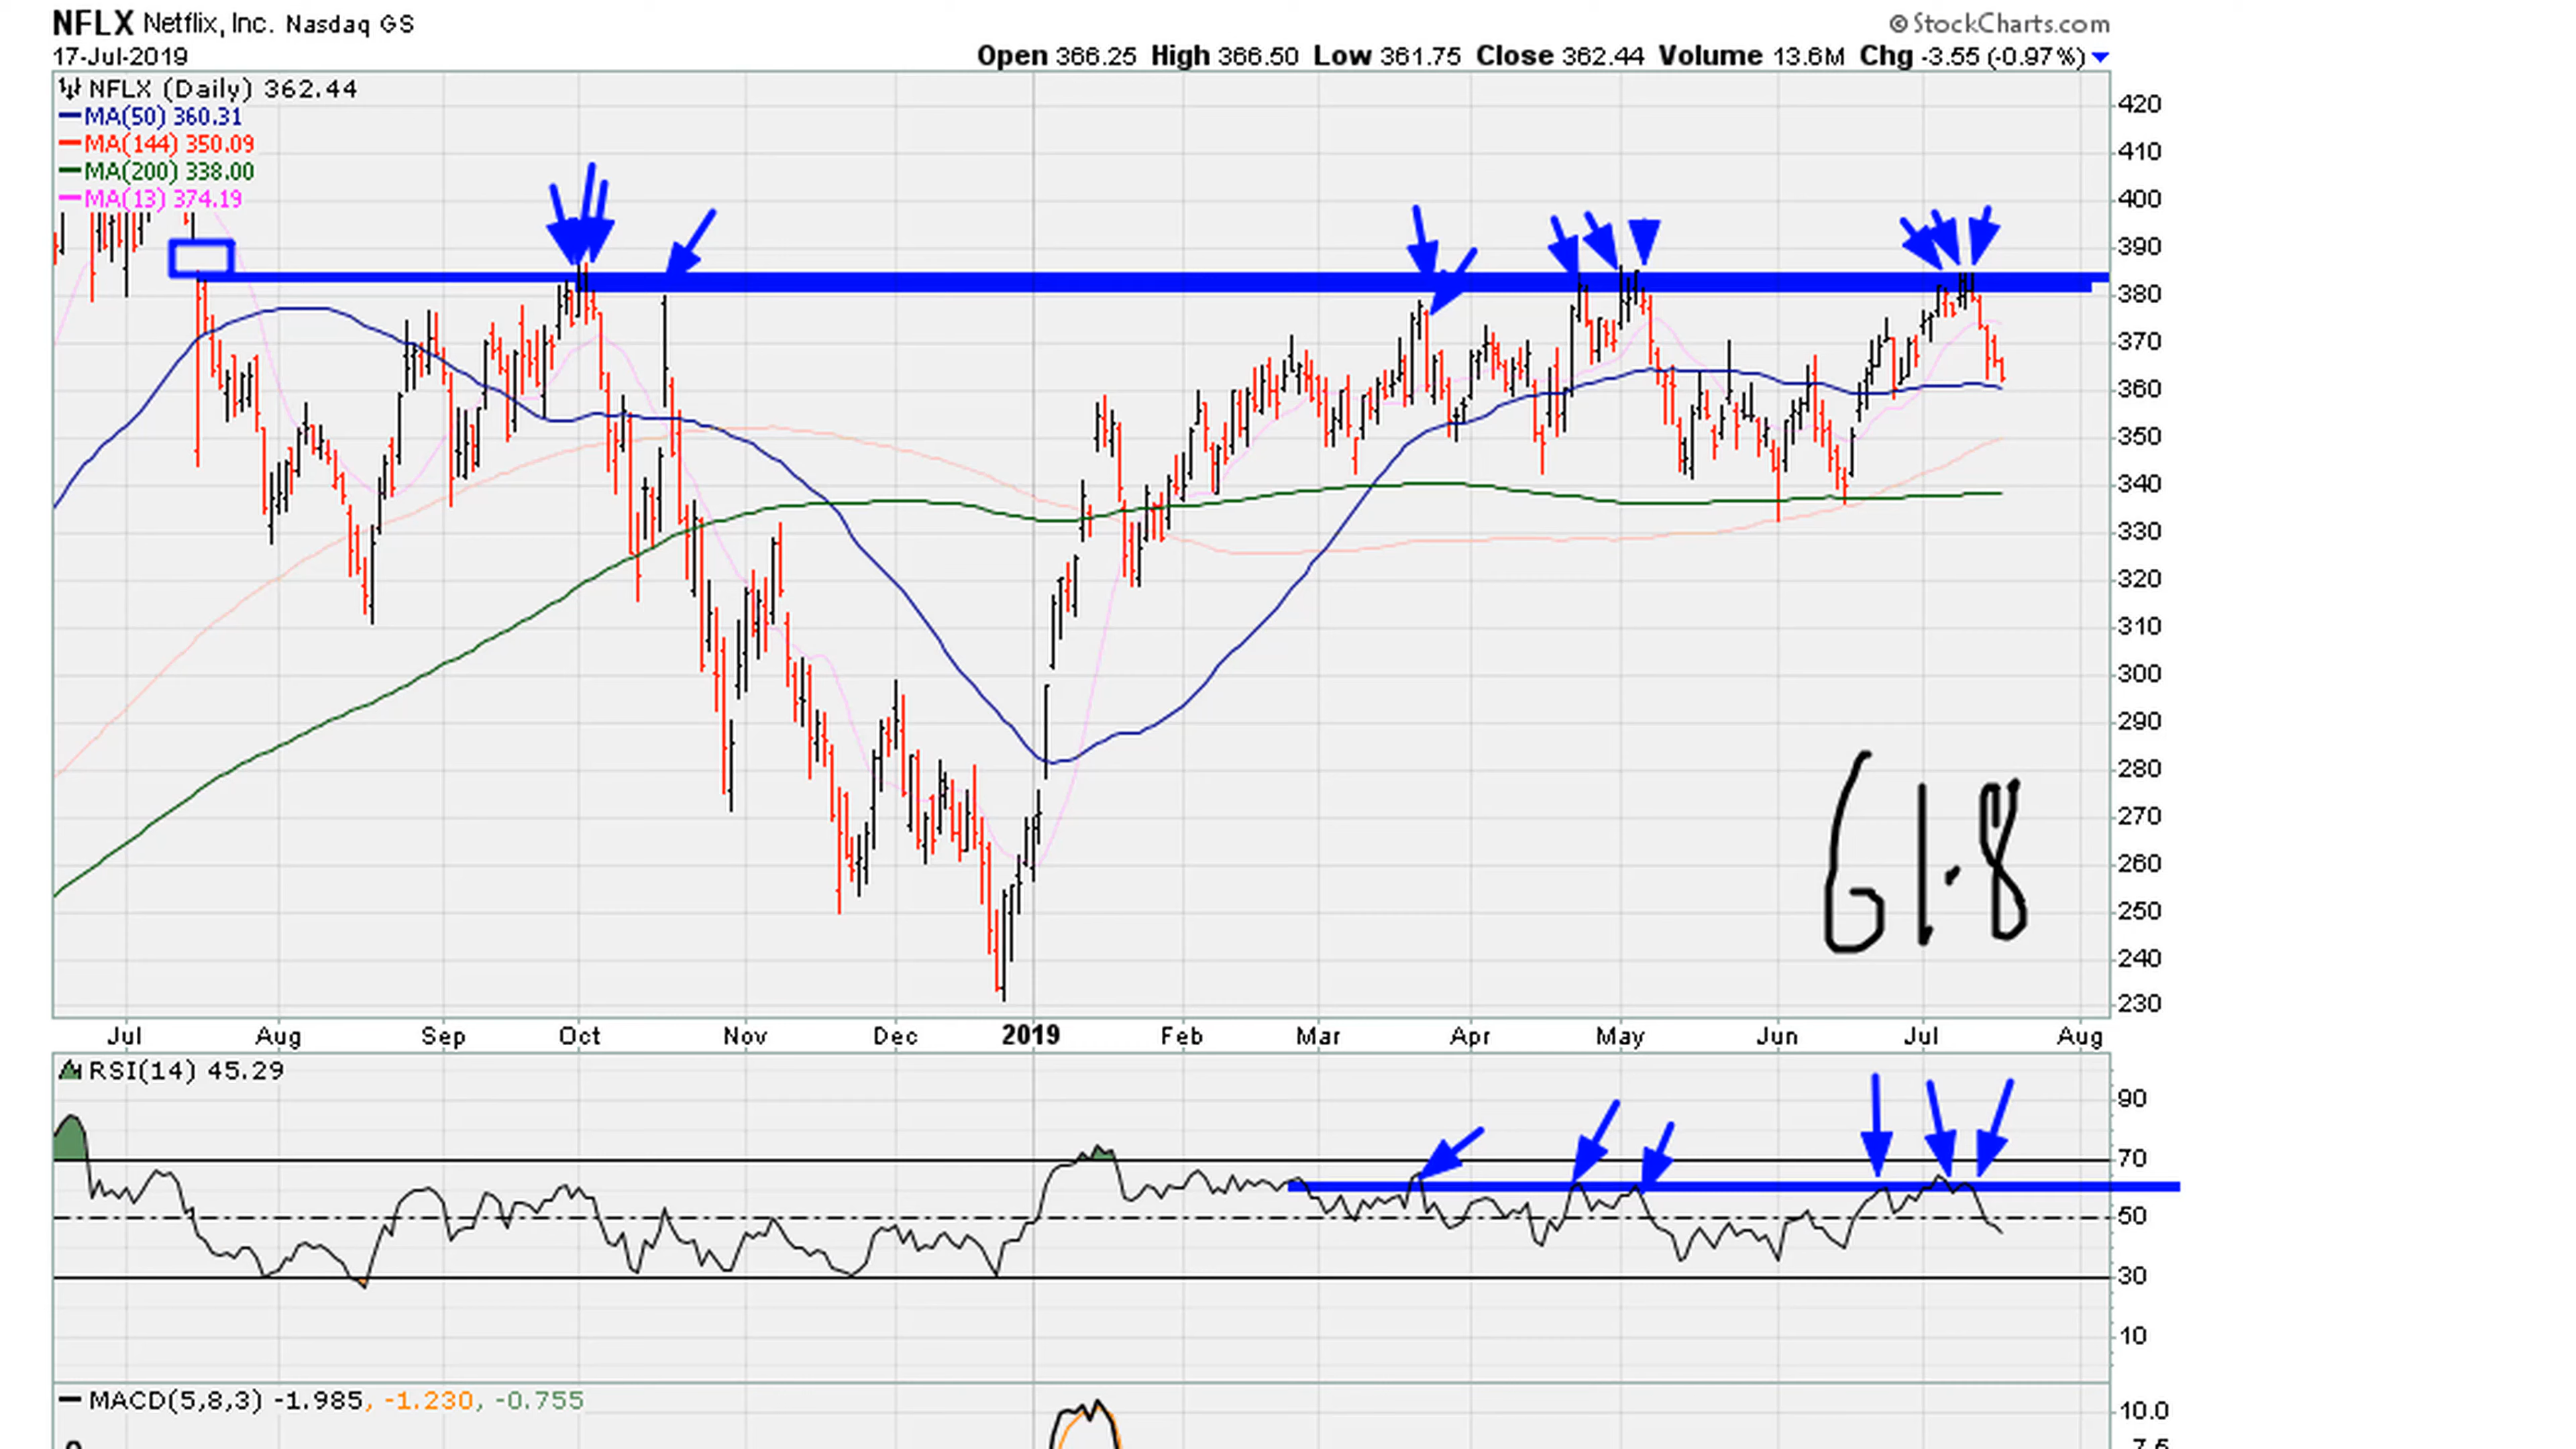 NFLX Netflix, Inc. Nasdaq GS
© StockCharts.com
17-Jul-2019
Open 366.25 High 366.50 Low 361.75 Close 362.44 Volume 13.6M Chg -3.55 (-0.97%)
NFLX (Daily) 362.44
MA(50) 360.31
MA(144) 350.09
MA(200) 338.00
MA(13) 374.19
420
410
400
390
380
370
360
350
340
330
320
310
300
290
280
270
260
250
240
230
61.8
Jul Aug Sep Oct Nov Dec 2019 Feb Mar Apr May Jun Jul Aug
RSI(14) 45.29
90
70
50
30
10
MACD(5,8,3) -1.985, -1.230, -0.755
10.0
7.5